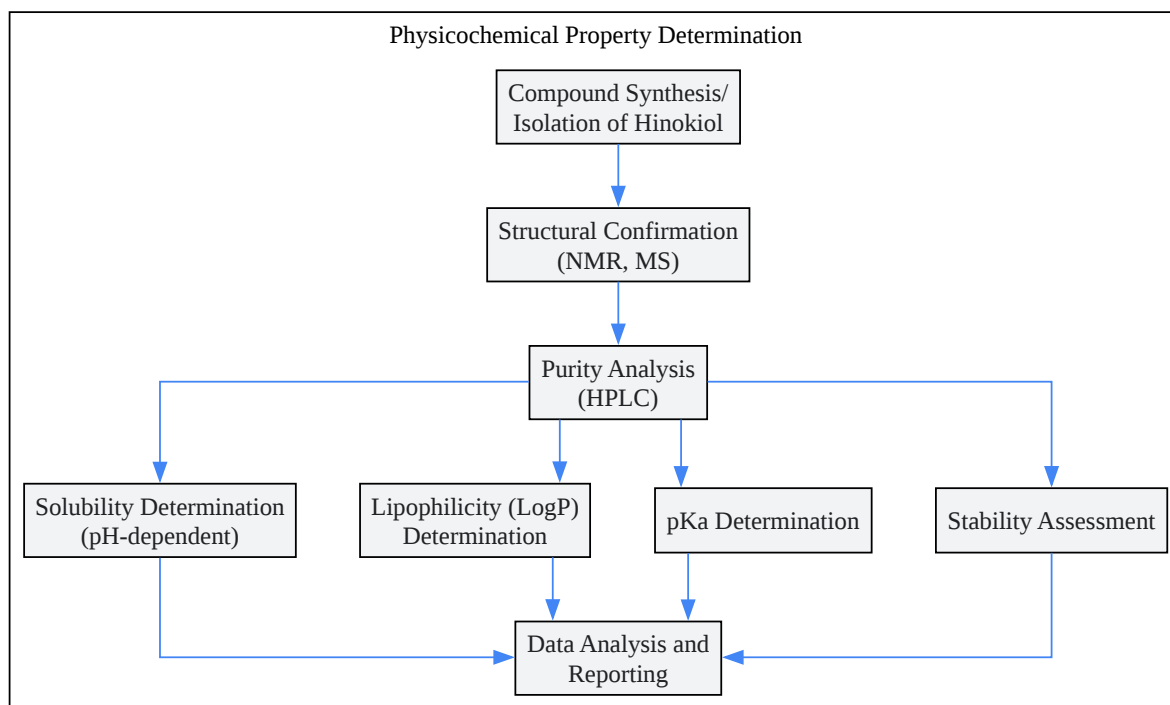 Physicochemical Property Determination
Compound Synthesis/
Isolation of Hinokiol
Structural Confirmation
(NMR, MS)
Purity Analysis
(HPLC)
Solubility Determination
(pH-dependent)
Lipophilicity (LogP)
Determination
pKa Determination
Stability Assessment
Data Analysis and
Reporting